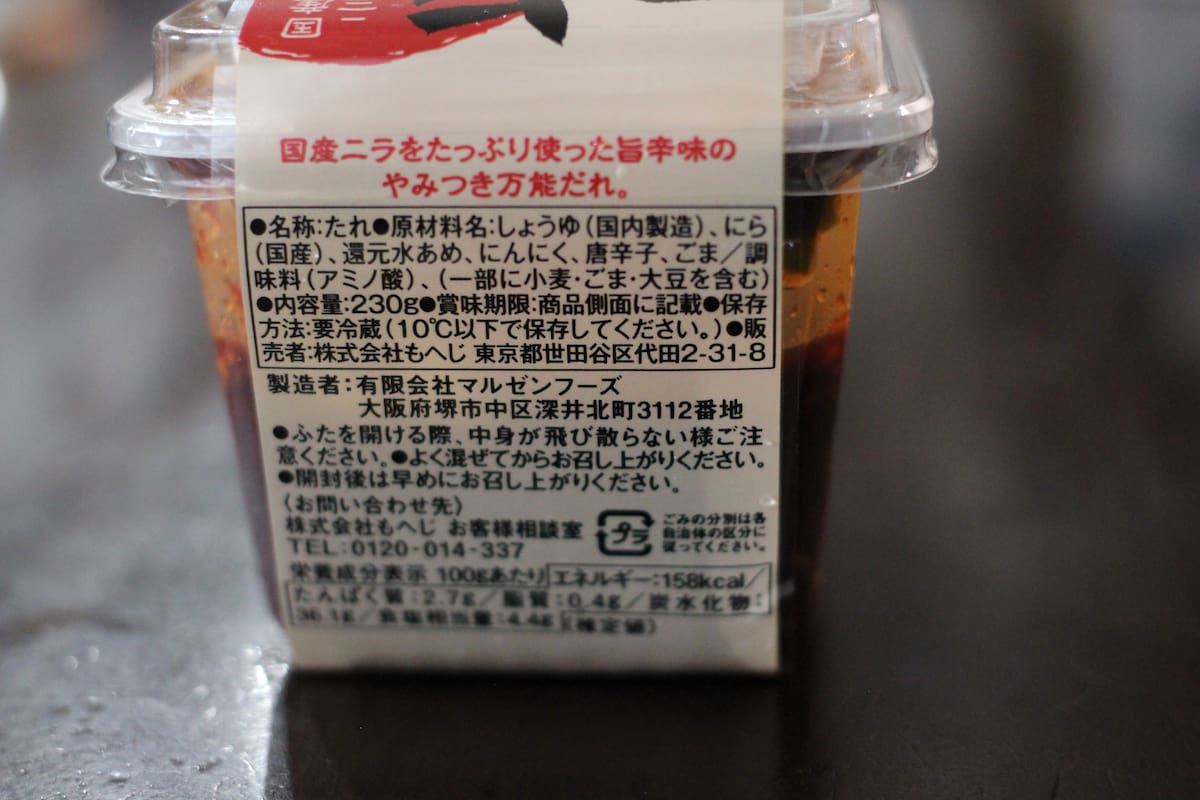 国産
国産ニラをたっぷり使った旨辛味の
やみつき万能だれ。
●名称:たれ●原材料名:しょうゆ(国内製造)、にら
(国産)、還元水あめ、にんにく、唐辛子、ごま/調
味料(アミノ酸)、(一部に小麦・ごま・大豆を含む)
●内容量:230g●賞味期限:商品側面に記載●保存
方法:要冷蔵(10℃以下で保存してください。)●販
売者:株式会社もへじ 東京都世田谷区代田2-31-8
製造者:有限会社マルゼンフーズ
大阪府堺市中区深井北町3112番地
●ふたを開ける際、中身が飛び散らない様ご注
意ください。●よく混ぜてからお召し上がりください。
●開封後は早めにお召し上がりください。
(お問い合わせ先)
株式会社もへじ お客様相談室
TEL:0120-014-337
プラ
ごみの分別は各
自治体の区分に
従ってください。
栄養成分表示 100gあたり エネルギー:158kcal/
たんぱく質:2.7g/脂質:0.4g/炭水化物:
36.1g/食塩相当量:4.4g (推定値)